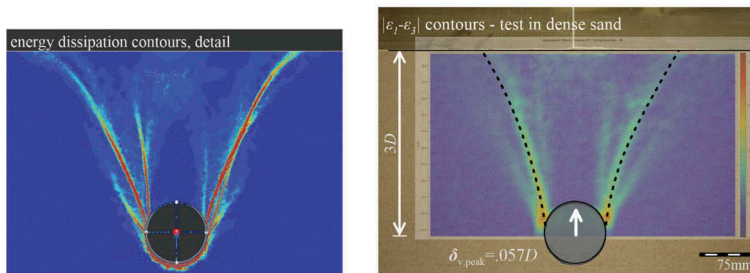 energy dissipation contours, detail
|ε₁-ε₃| contours - test in dense sand
3D
δv,peak=.057D
75mm